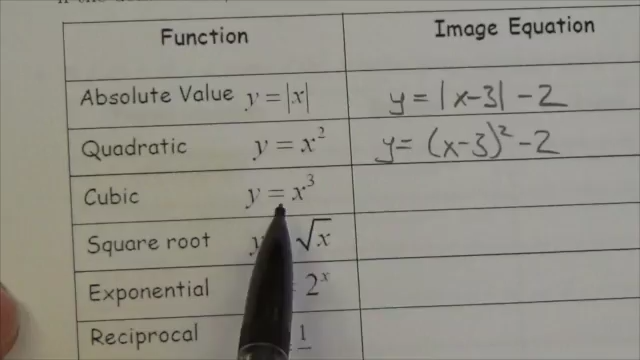 Function Image Equation
Absolute Value y = |x| y = |x-3| - 2
Quadratic y = x² y = (x-3)² - 2
Cubic y = x³
Square root y √x
Exponential = 2ˣ
Reciprocal 1